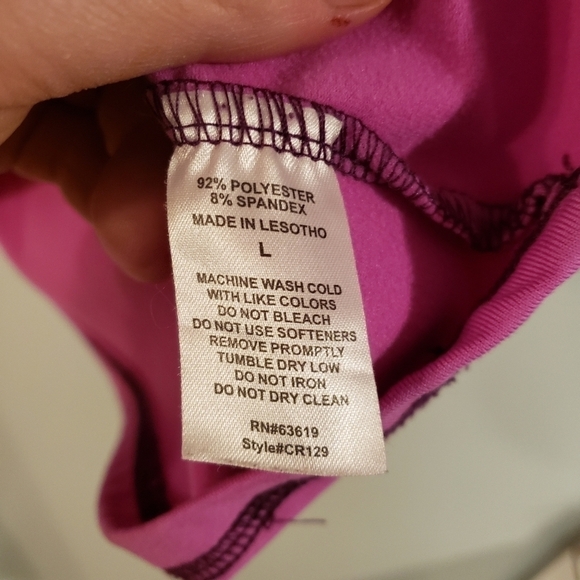 92% POLYESTER
8% SPANDEX
MADE IN LESOTHO
L
MACHINE WASH COLD
WITH LIKE COLORS
DO NOT BLEACH
DO NOT USE SOFTENERS
REMOVE PROMPTLY
TUMBLE DRY LOW
DO NOT IRON
DO NOT DRY CLEAN
RN#63619
Style#CR129